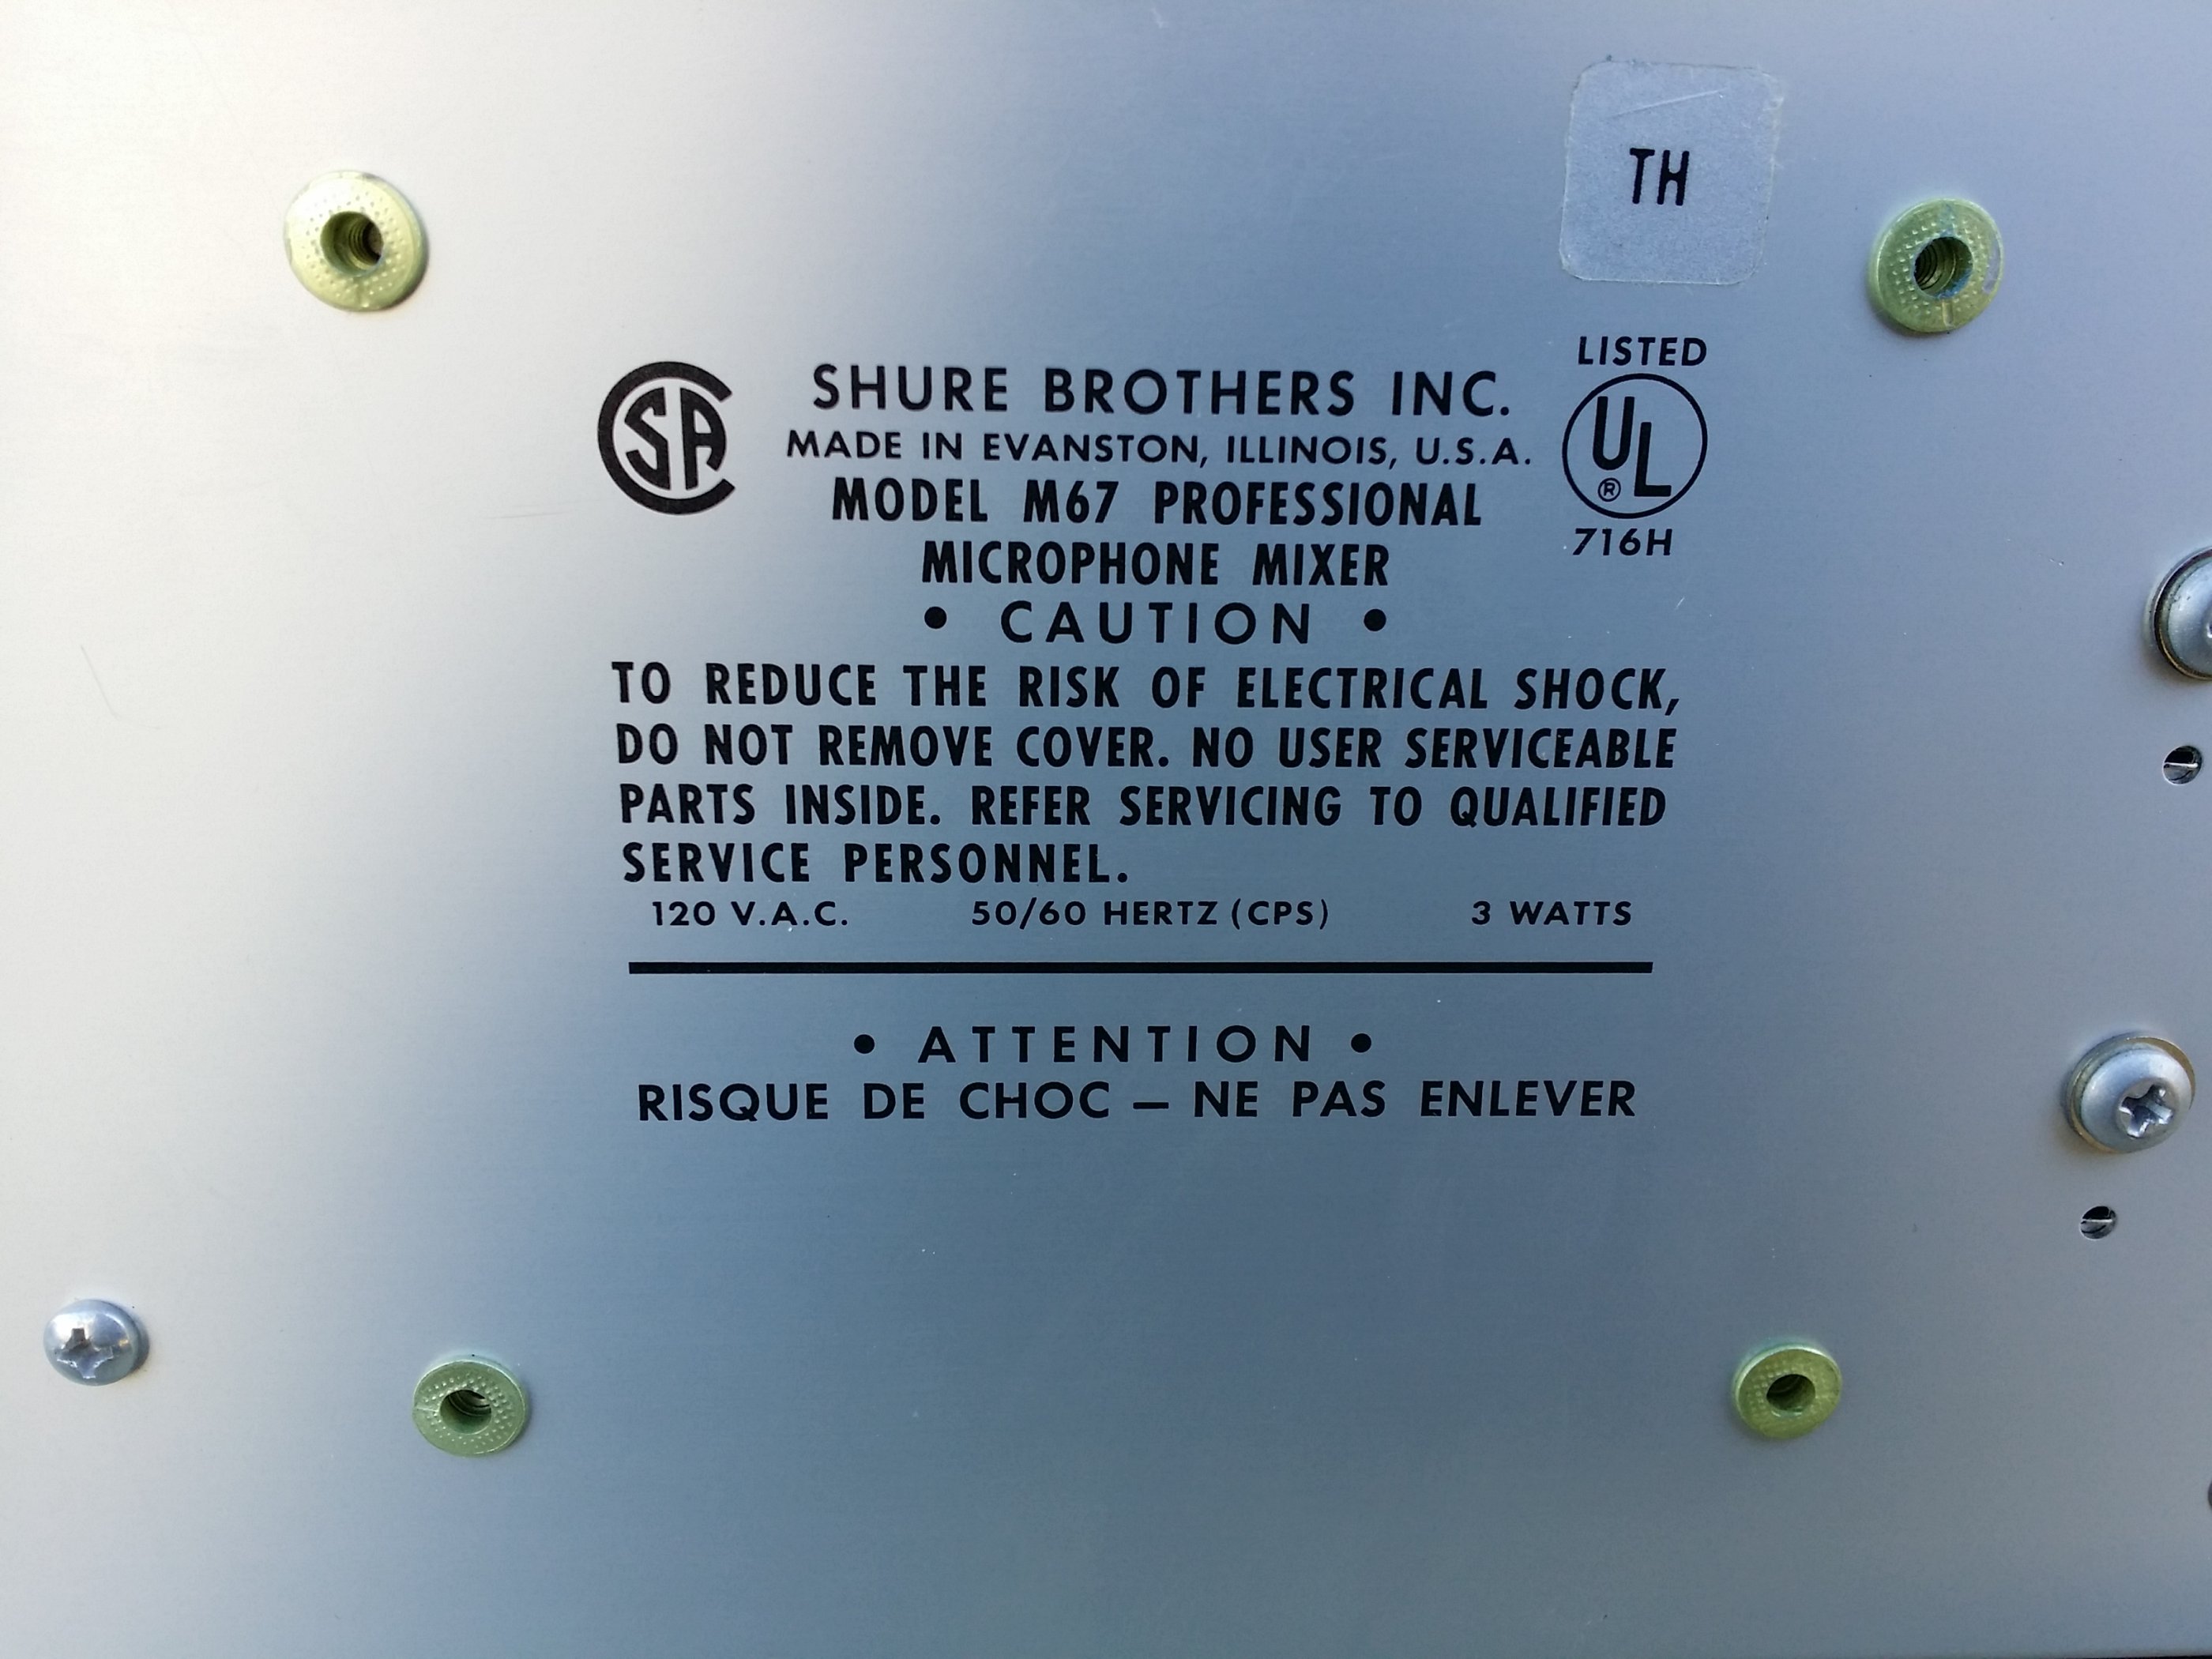 TH
LISTED
CSA
SHURE BROTHERS INC.
UL
MADE IN EVANSTON, ILLINOIS, U.S.A.
®
MODEL M67 PROFESSIONAL
716H
MICROPHONE MIXER
• CAUTION •
TO REDUCE THE RISK OF ELECTRICAL SHOCK,
DO NOT REMOVE COVER. NO USER SERVICEABLE
PARTS INSIDE. REFER SERVICING TO QUALIFIED
SERVICE PERSONNEL.
120 V.A.C. 50/60 HERTZ (CPS) 3 WATTS
• ATTENTION •
RISQUE DE CHOC — NE PAS ENLEVER